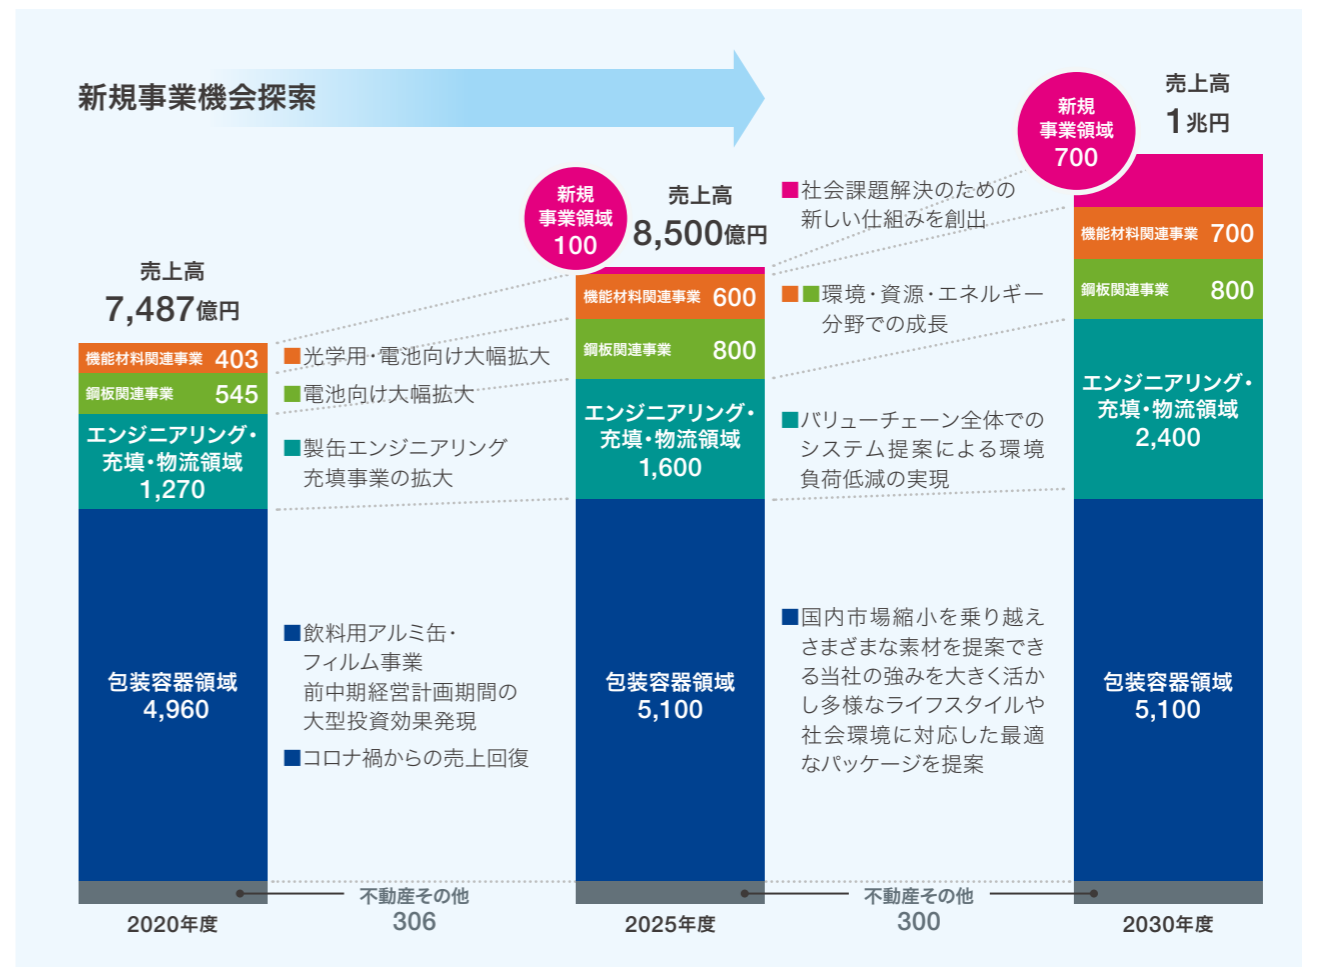 新規事業機会探索
売上高
7,487億円
機能材料関連事業 403
鋼板関連事業 545
エンジニアリング・
充填・物流領域
1,270
包装容器領域
4,960
2020年度
■光学用・電池向け大幅拡大
■電池向け大幅拡大
■製缶エンジニアリング
充填事業の拡大
■飲料用アルミ缶・
フィルム事業
前中期経営計画期間の
大型投資効果発現
■コロナ禍からの売上回復
不動産その他
306
新規
事業領域
100
売上高
8,500億円
機能材料関連事業 600
鋼板関連事業 800
エンジニアリング・
充填・物流領域
1,600
包装容器領域
5,100
2025年度
■社会課題解決のための
新しい仕組みを創出
■■環境・資源・エネルギー
分野での成長
■バリューチェーン全体での
システム提案による環境
負荷低減の実現
■国内市場縮小を乗り越え
さまざまな素材を提案でき
る当社の強みを大きく活か
し多様なライフスタイルや
社会環境に対応した最適
なパッケージを提案
不動産その他
300
新規
事業領域
700
売上高
1兆円
機能材料関連事業 700
鋼板関連事業 800
エンジニアリング・
充填・物流領域
2,400
包装容器領域
5,100
2030年度